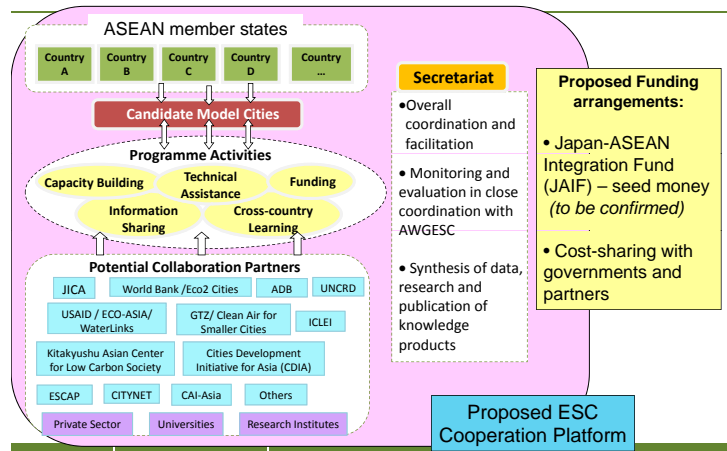 ASEAN member states
Country
A
Country
B
Country
C
Country
D
Country
...
Candidate Model Cities
Programme Activities
Capacity Building
Technical
Assistance
Funding
Information
Sharing
Cross-country
Learning
Potential Collaboration Partners
JICA
World Bank /Eco2 Cities
ADB
UNCRD
USAID / ECO-ASIA/
WaterLinks
GTZ/ Clean Air for
Smaller Cities
ICLEI
Kitakyushu Asian Center
for Low Carbon Society
Cities Development
Initiative for Asia (CDIA)
ESCAP
CITYNET
CAI-Asia
Others
Private Sector
Universities
Research Institutes
Secretariat
•Overall
coordination and
facilitation
• Monitoring and
evaluation in close
coordination with
AWGESC
• Synthesis of data,
research and
publication of
knowledge
products
Proposed Funding
arrangements:
• Japan-ASEAN
Integration Fund
(JAIF) – seed money
(to be confirmed)
• Cost-sharing with
governments and
partners
Proposed ESC
Cooperation Platform